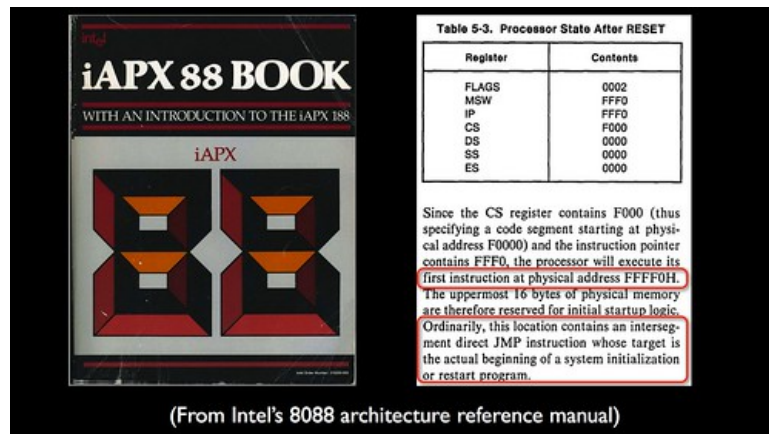 intel
iAPX 88 BOOK
WITH AN INTRODUCTION TO THE iAPX 188
iAPX
88
Table 5-3. Processor State After RESET
Register Contents
FLAGS 0002
MSW FFF0
IP FFF0
CS F000
DS 0000
SS 0000
ES 0000
Since the CS register contains F000 (thus
specifying a code segment starting at physi-
cal address F0000) and the instruction pointer
contains FFF0, the processor will execute its
first instruction at physical address FFFF0H.
The uppermost 16 bytes of physical memory
are therefore reserved for initial startup logic.
Ordinarily, this location contains an interseg-
ment direct JMP instruction whose target is
the actual beginning of a system initialization
or restart program.
(From Intel's 8088 architecture reference manual)